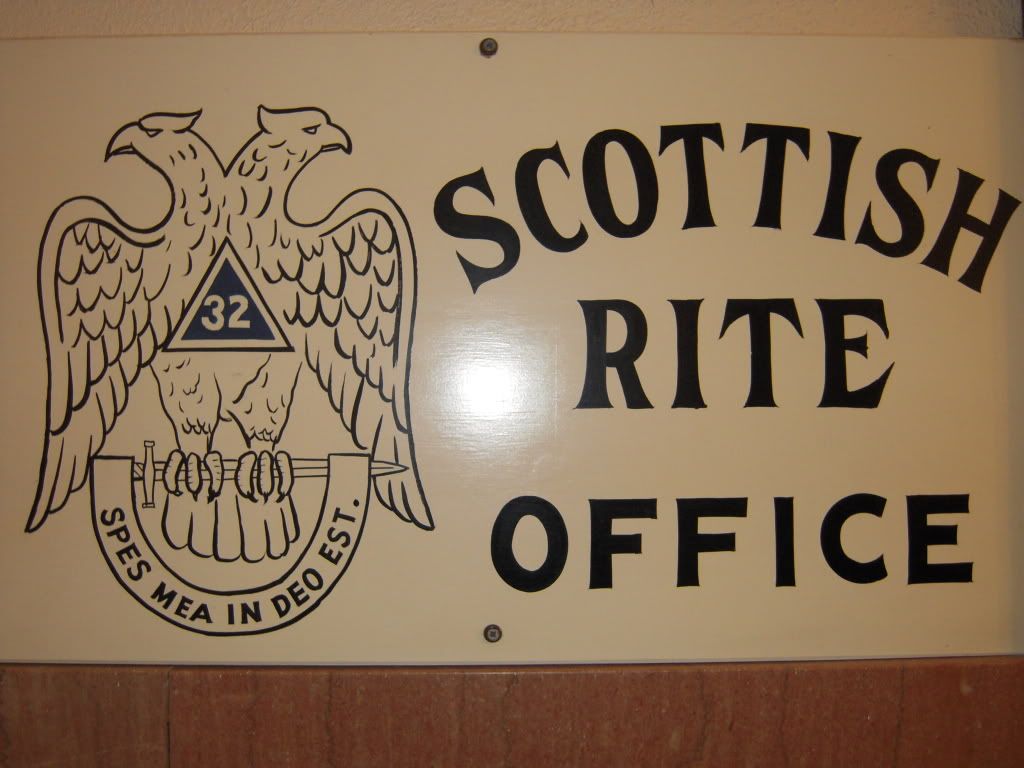 32
SPES MEA IN DEO EST.
SCOTTISH
RITE
OFFICE